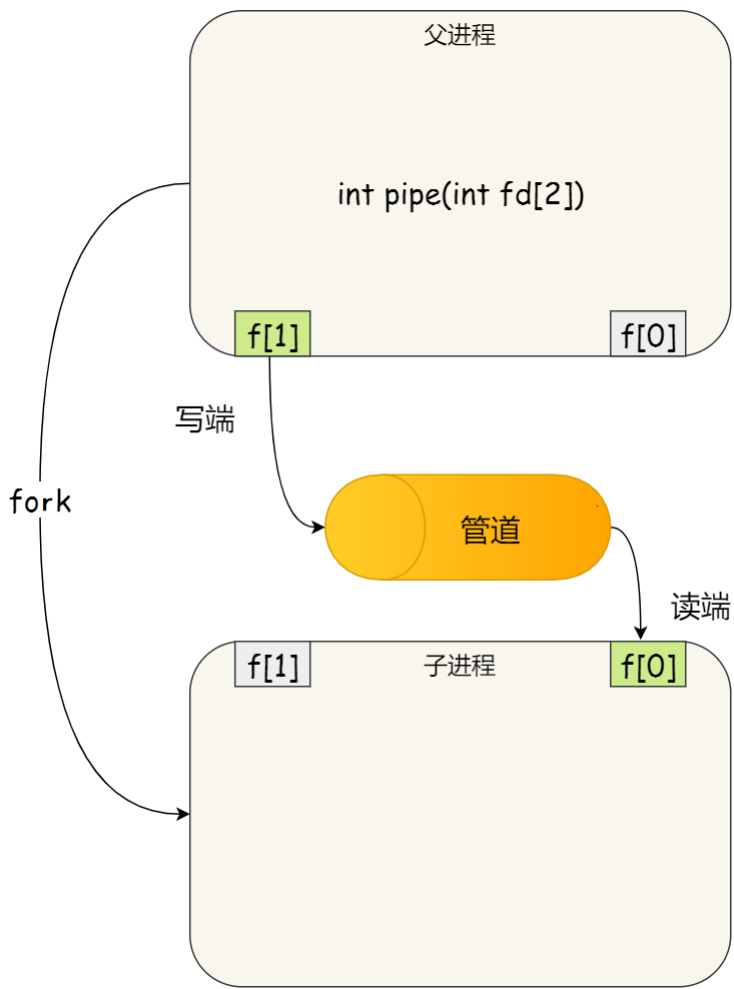 父进程
int pipe(int fd[2])
f[1]
f[0]
写端
fork
管道
读端
f[1]
子进程
f[0]